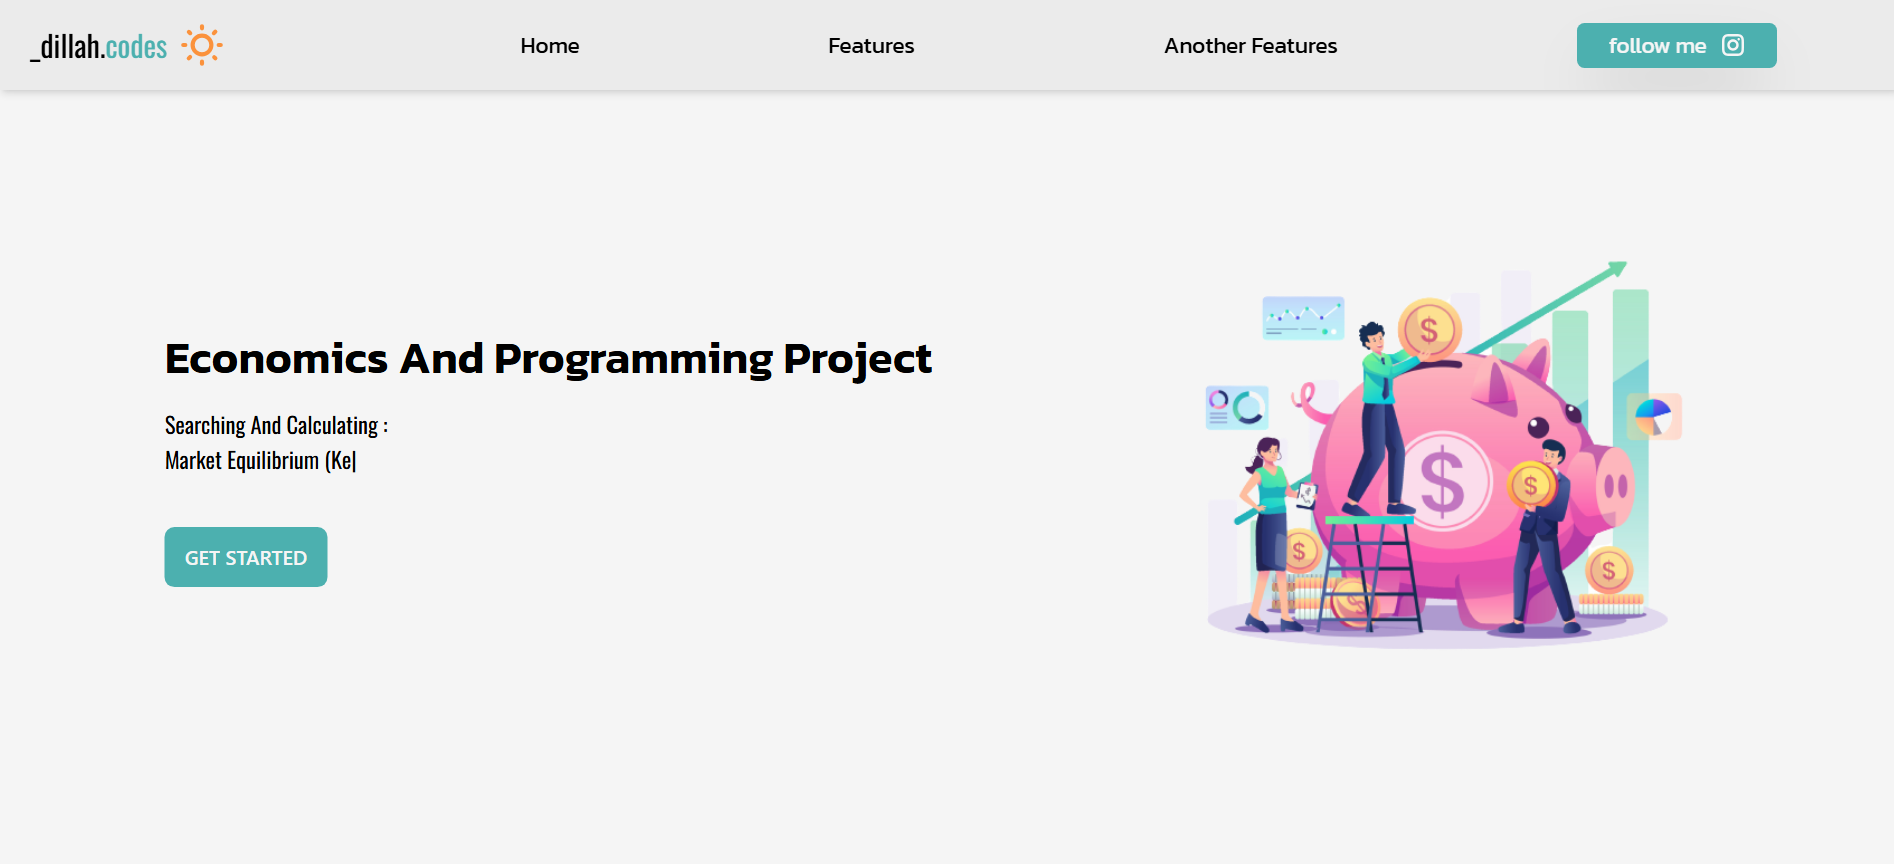 _dillah.codes
Home
Features
Another Features
follow me
Economics And Programming Project
Searching And Calculating :
Market Equilibrium (Ke|
GET STARTED
$
$
$
$
$